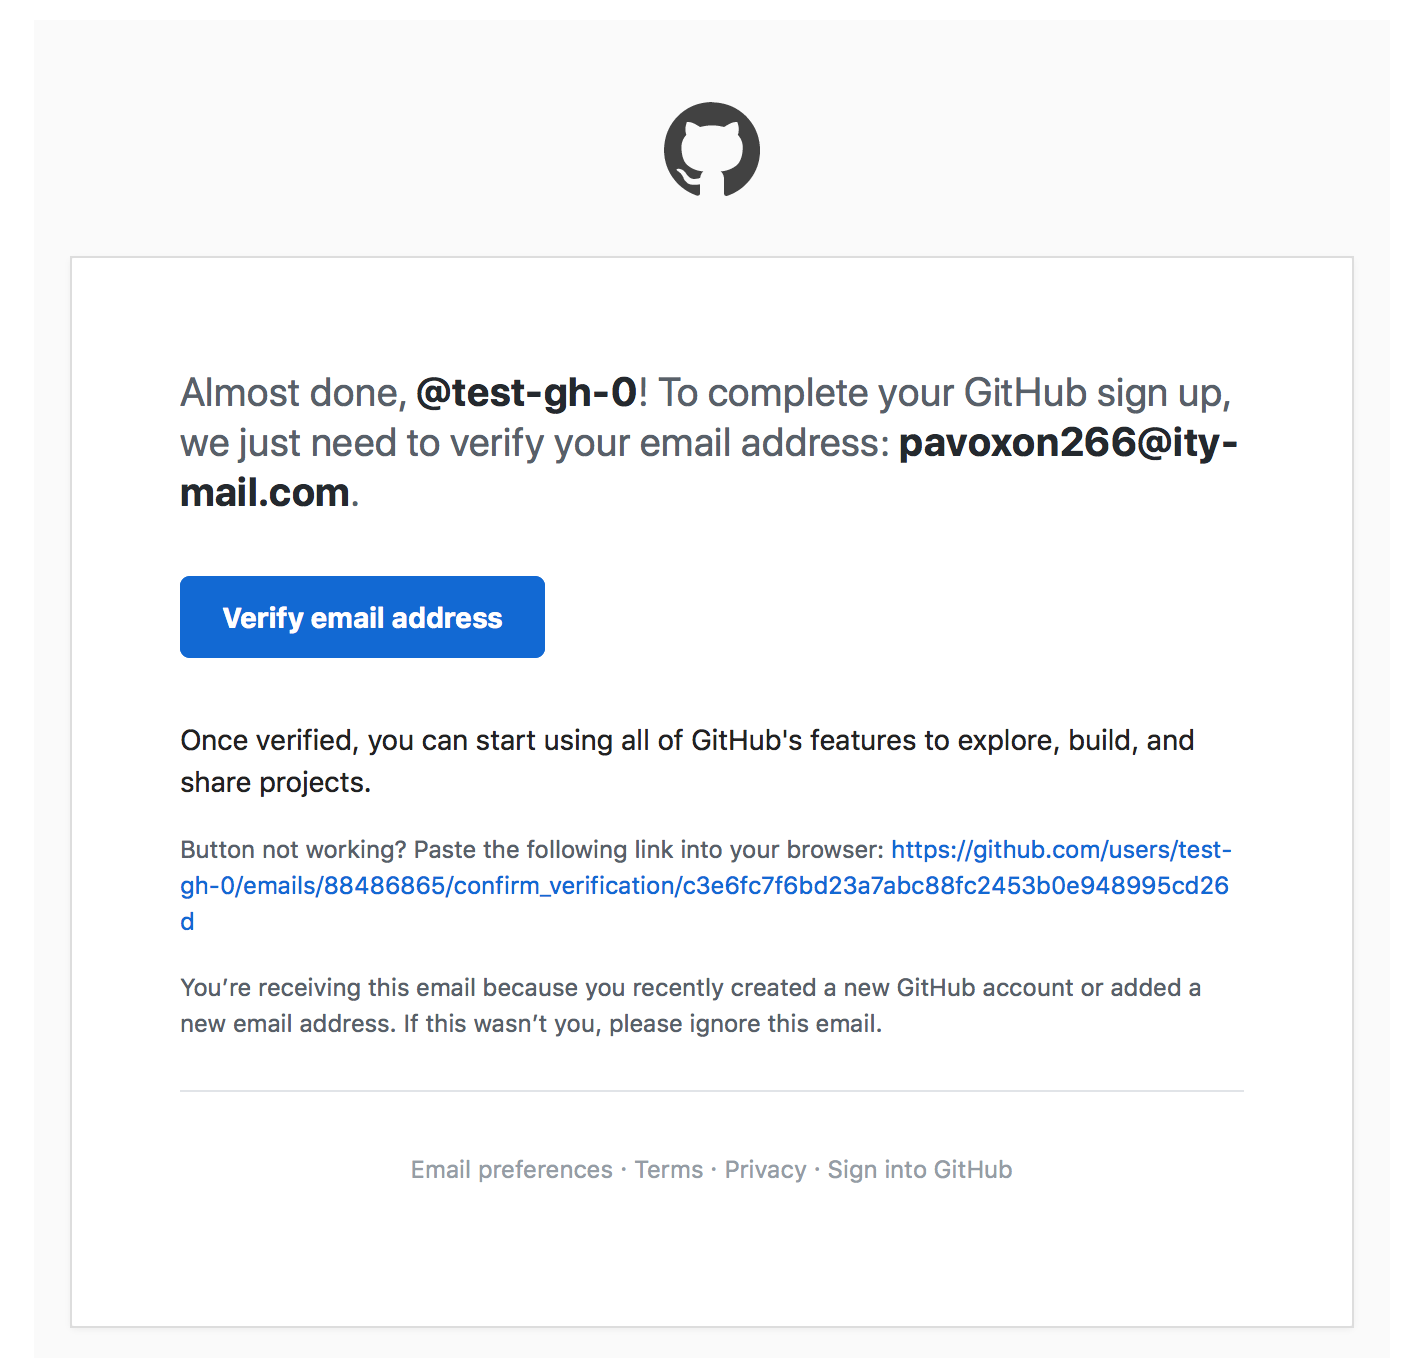 Almost done, @test-gh-0! To complete your GitHub sign up,
we just need to verify your email address: pavoxon266@ity-
mail.com.
Verify email address
Once verified, you can start using all of GitHub's features to explore, build, and
share projects.
Button not working? Paste the following link into your browser: https://github.com/users/test-
gh-0/emails/88486865/confirm_verification/c3e6fc7f6bd23a7abc88fc2453b0e948995cd26
d
You’re receiving this email because you recently created a new GitHub account or added a
new email address. If this wasn’t you, please ignore this email.
Email preferences · Terms · Privacy · Sign into GitHub